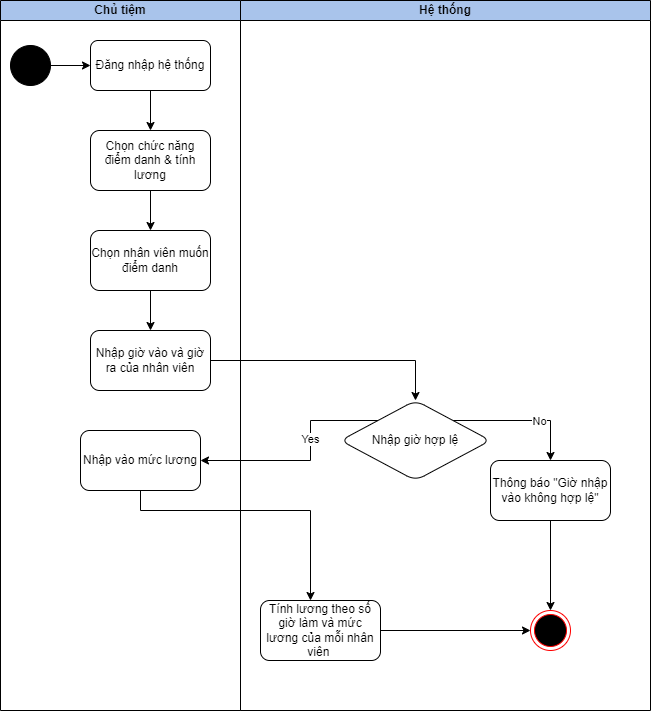 Chủ tiệm
Hệ thống
Đăng nhập hệ thống
Chọn chức năng
điểm danh & tính
lương
Chọn nhân viên muốn
điểm danh
Nhập giờ vào và giờ
ra của nhân viên
Nhập giờ hợp lệ
Yes
No
Nhập vào mức lương
Thông báo "Giờ nhập
vào không hợp lệ"
Tính lương theo số
giờ làm và mức
lương của mỗi nhân
viên